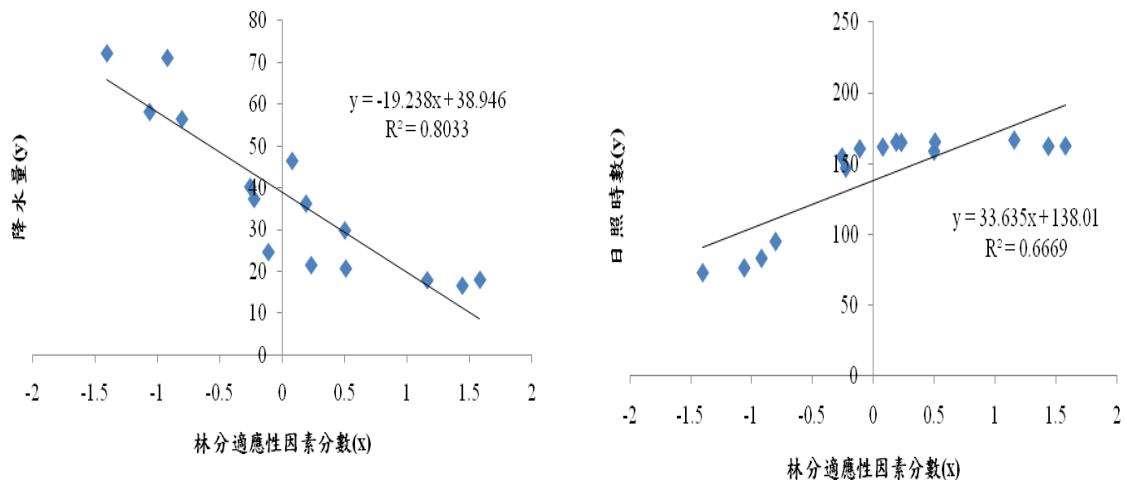 80
70
60
50
40
30
20
10
0
y = -19.238x + 38.946
R² = 0.8033
降水量(y)
-2 -1.5 -1 -0.5 0 0.5 1 1.5 2
林分適應性因素分數(x)
250
200
150
100
50
0
y = 33.635x + 138.01
R² = 0.6669
日照時數(y)
-2 -1.5 -1 -0.5 0 0.5 1 1.5 2
林分適應性因素分數(x)